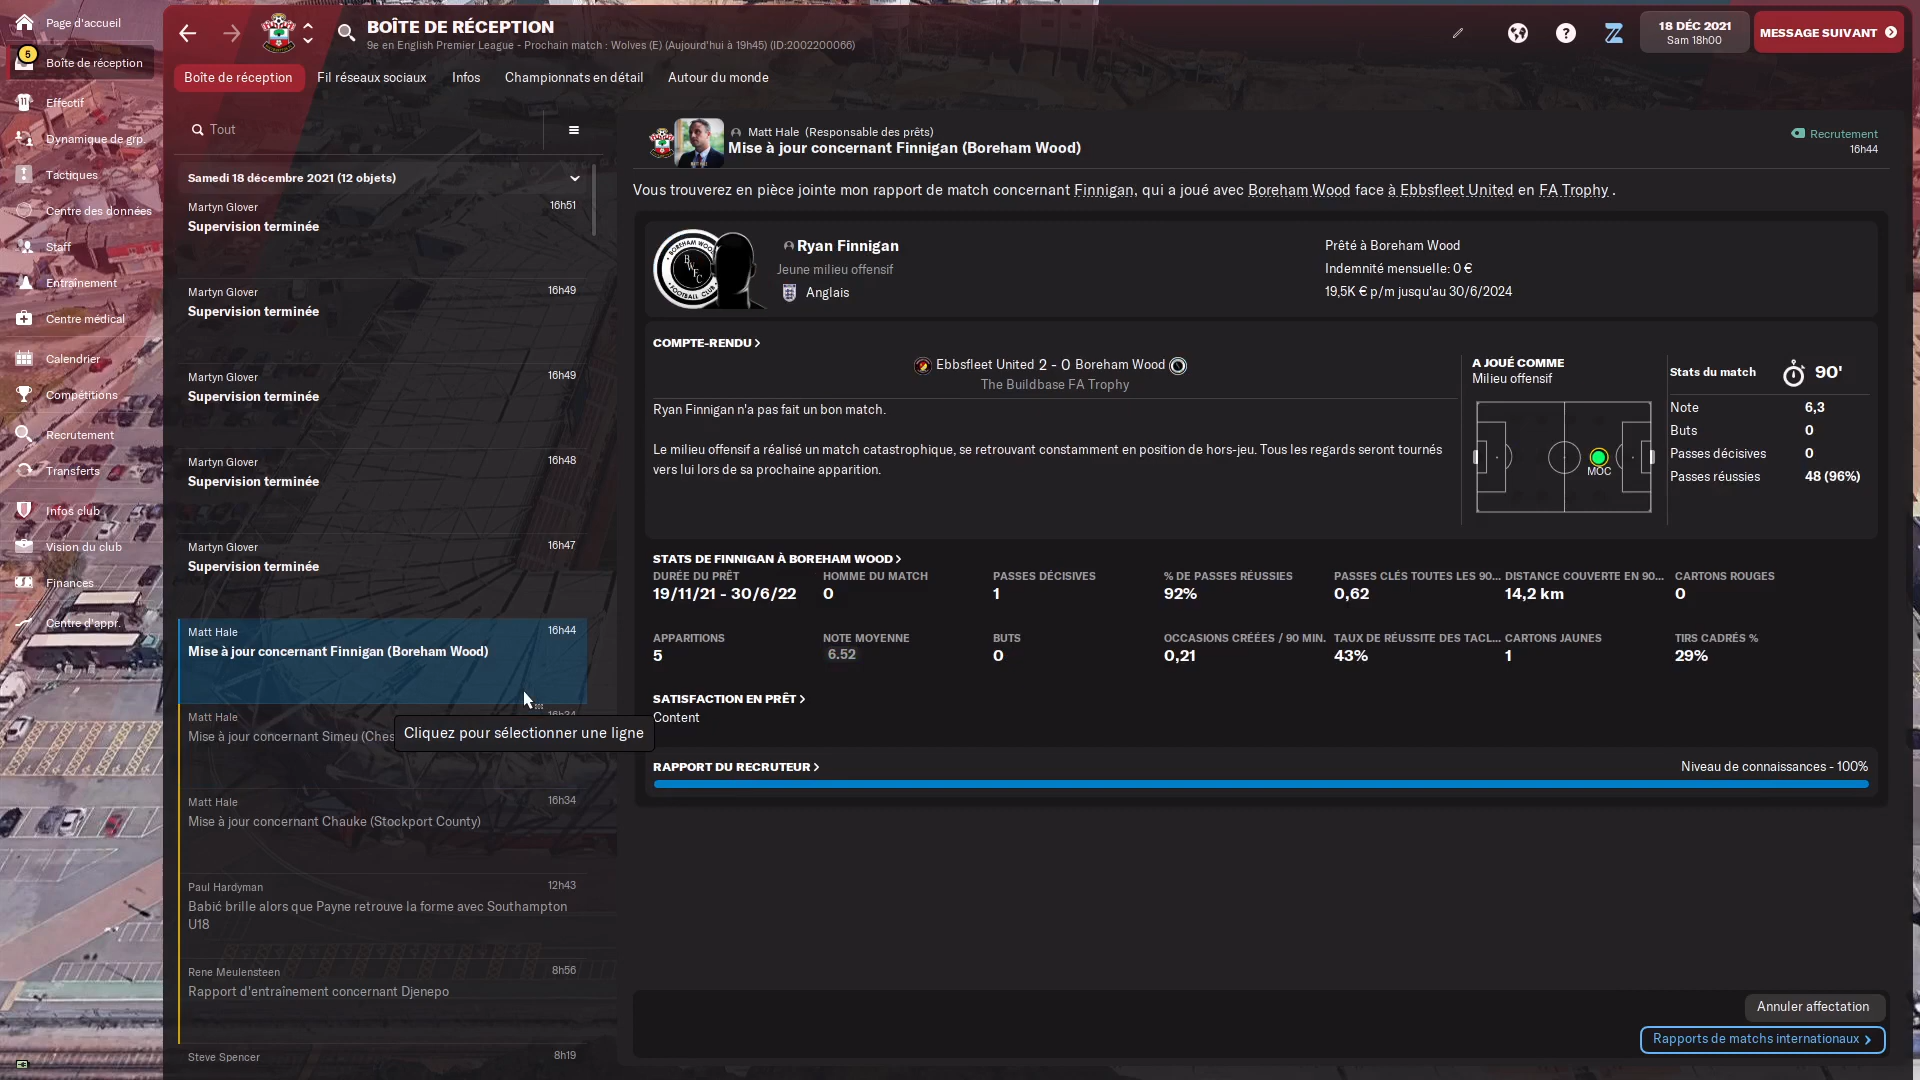 Page d'accueil
5
Boîte de réception
Effectif
Dynamique de grp.
Tactiques
Centre des données
Staff
Entraînement
Centre médical
Calendrier
Compétitions
Recrutement
Transferts
Infos club
Vision du club
Finances
Centre d'appr.
BOÎTE DE RÉCEPTION
9e en English Premier League - Prochain match : Wolves (E) (Aujourd'hui à 19h45) (ID:2002200066)
18 DÉC 2021
Sam 18h00
MESSAGE SUIVANT
Boîte de réception
Fil réseaux sociaux
Infos
Championnats en détail
Autour du monde
Tout
Samedi 18 décembre 2021 (12 objets)
Martyn Glover 16h51
Supervision terminée
Martyn Glover 16h49
Supervision terminée
Martyn Glover 16h49
Supervision terminée
Martyn Glover 16h48
Supervision terminée
Martyn Glover 16h47
Supervision terminée
Matt Hale 16h44
Mise à jour concernant Finnigan (Boreham Wood)
Matt Hale
Mise à jour concernant Simeu (Ches
Cliquez pour sélectionner une ligne
Matt Hale 16h34
Mise à jour concernant Chauke (Stockport County)
Paul Hardyman 12h43
Babić brille alors que Payne retrouve la forme avec Southampton
U18
Rene Meulensteen 8h56
Rapport d'entraînement concernant Djenepo
Steve Spencer 8h19
Matt Hale (Responsable des prêts)
Mise à jour concernant Finnigan (Boreham Wood)
Recrutement
16h44
Vous trouverez en pièce jointe mon rapport de match concernant Finnigan, qui a joué avec Boreham Wood face à Ebbsfleet United en FA Trophy .
Ryan Finnigan
Jeune milieu offensif
Anglais
Prêté à Boreham Wood
Indemnité mensuelle: 0 €
19,5K € p/m jusqu'au 30/6/2024
COMPTE-RENDU
Ebbsfleet United 2 - 0 Boreham Wood
The Buildbase FA Trophy
Ryan Finnigan n'a pas fait un bon match.
Le milieu offensif a réalisé un match catastrophique, se retrouvant constamment en position de hors-jeu. Tous les regards seront tournés
vers lui lors de sa prochaine apparition.
A JOUÉ COMME
Milieu offensif
MOC
Stats du match 90'
Note 6,3
Buts 0
Passes décisives 0
Passes réussies 48 (96%)
STATS DE FINNIGAN À BOREHAM WOOD
DURÉE DU PRÊT HOMME DU MATCH PASSES DÉCISIVES % DE PASSES RÉUSSIES PASSES CLÉS TOUTES LES 90... DISTANCE COUVERTE EN 90... CARTONS ROUGES
19/11/21 - 30/6/22 0 1 92% 0,62 14,2 km 0
APPARITIONS NOTE MOYENNE BUTS OCCASIONS CRÉÉES / 90 MIN. TAUX DE RÉUSSITE DES TACL... CARTONS JAUNES TIRS CADRÉS %
5 6.52 0 0,21 43% 1 29%
SATISFACTION EN PRÊT
Content
RAPPORT DU RECRUTEUR
Niveau de connaissances - 100%
Annuler affectation
Rapports de matchs internationaux